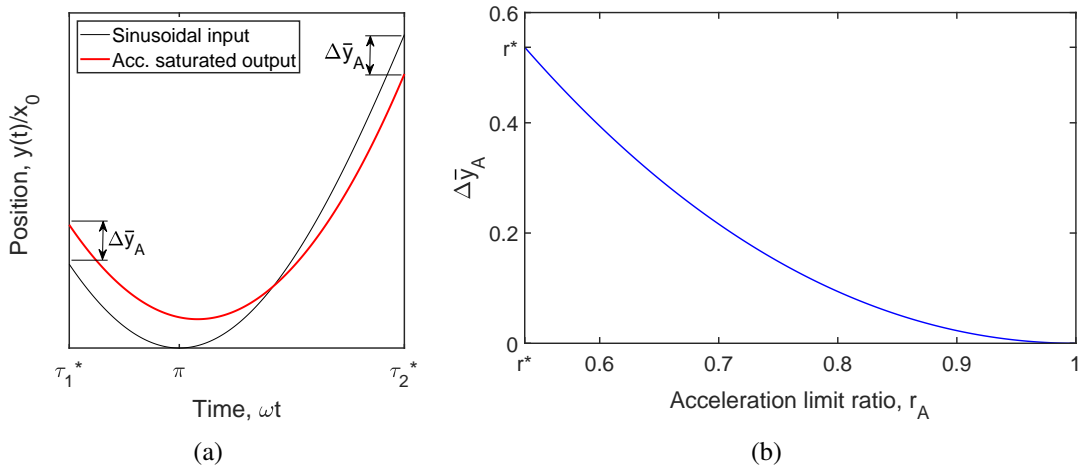 Sinusoidal input
Acc. saturated output
Δȳ_A
Δȳ_A
Position, y(t)/x_0
τ_1* π τ_2*
Time, ωt
(a)
0.6
r*
0.4
0.2
0
Δȳ_A
r* 0.6 0.7 0.8 0.9 1
Acceleration limit ratio, r_A
(b)